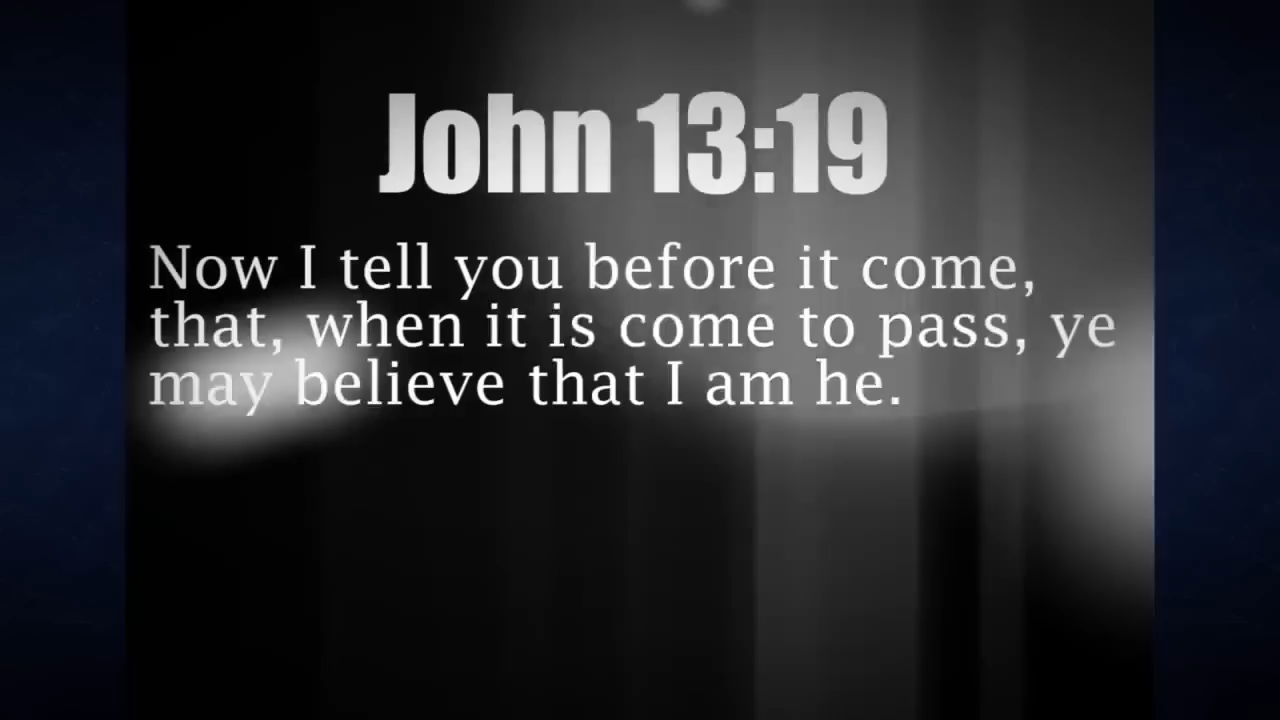 John 13:19
Now I tell you before it come,
that, when it is come to pass, ye
may believe that I am he.